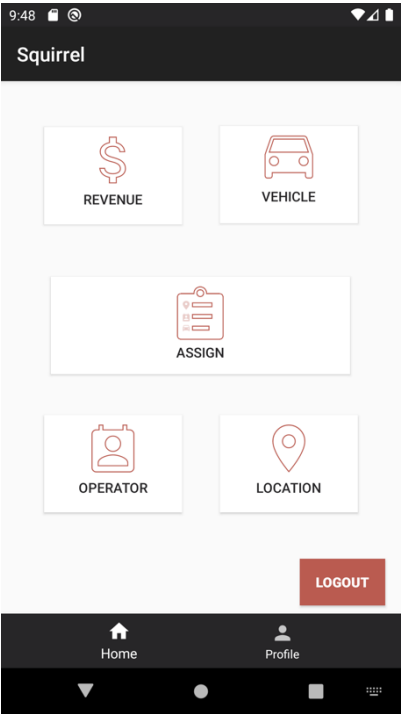 9:48
Squirrel
REVENUE
VEHICLE
ASSIGN
OPERATOR
LOCATION
LOGOUT
Home
Profile